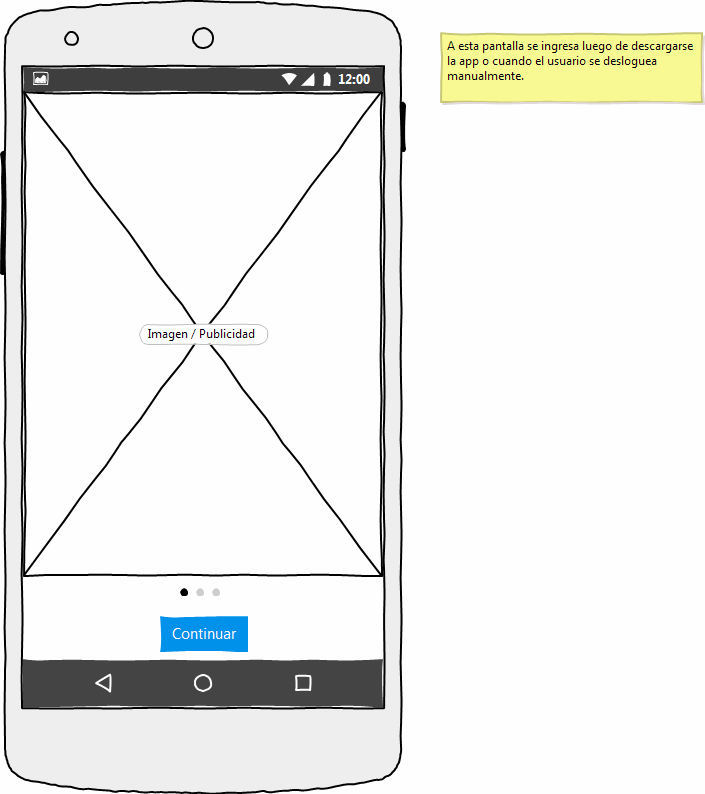 12:00
Imagen / Publicidad
Continuar
A esta pantalla se ingresa luego de descargarse
la app o cuando el usuario se desloguea
manualmente.